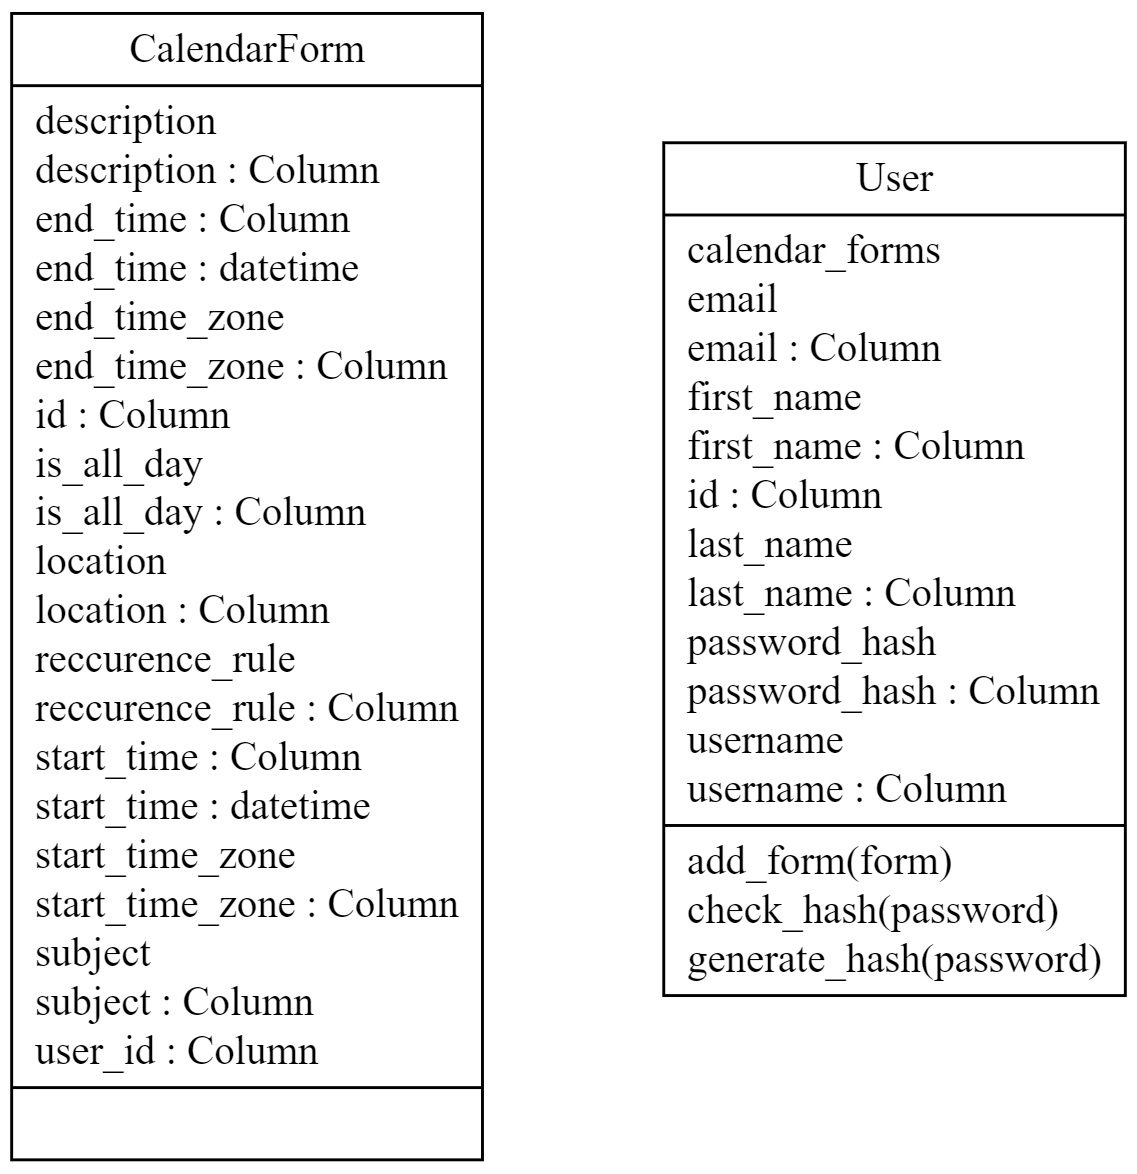 CalendarForm
description
description : Column
end_time : Column
end_time : datetime
end_time_zone
end_time_zone : Column
id : Column
is_all_day
is_all_day : Column
location
location : Column
reccurence_rule
reccurence_rule : Column
start_time : Column
start_time : datetime
start_time_zone
start_time_zone : Column
subject
subject : Column
user_id : Column
User
calendar_forms
email
email : Column
first_name
first_name : Column
id : Column
last_name
last_name : Column
password_hash
password_hash : Column
username
username : Column
add_form(form)
check_hash(password)
generate_hash(password)